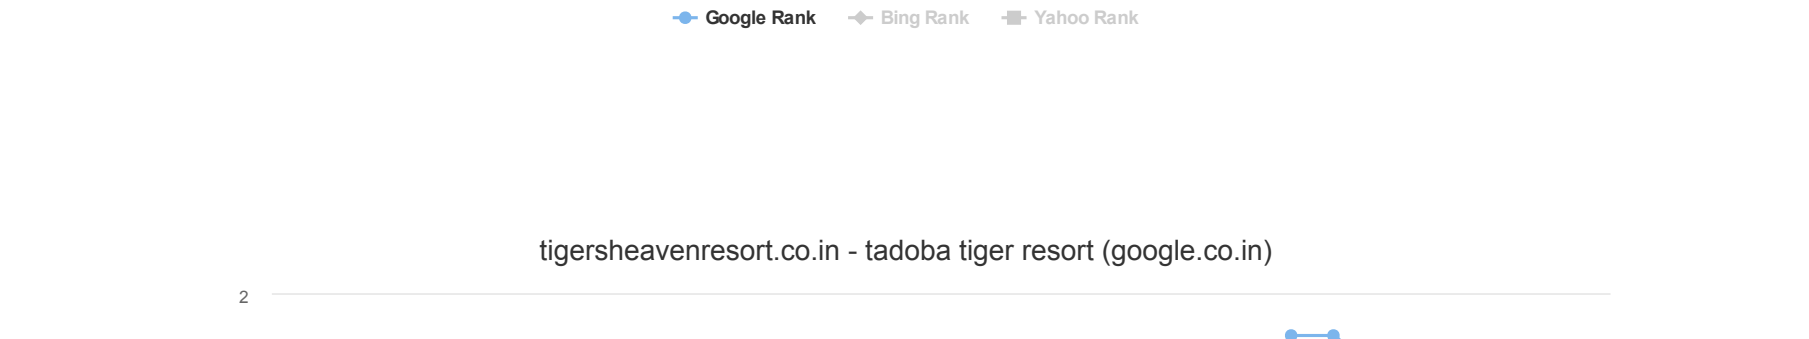 Google Rank Bing Rank Yahoo Rank
tigersheavenresort.co.in - tadoba tiger resort (google.co.in)
2